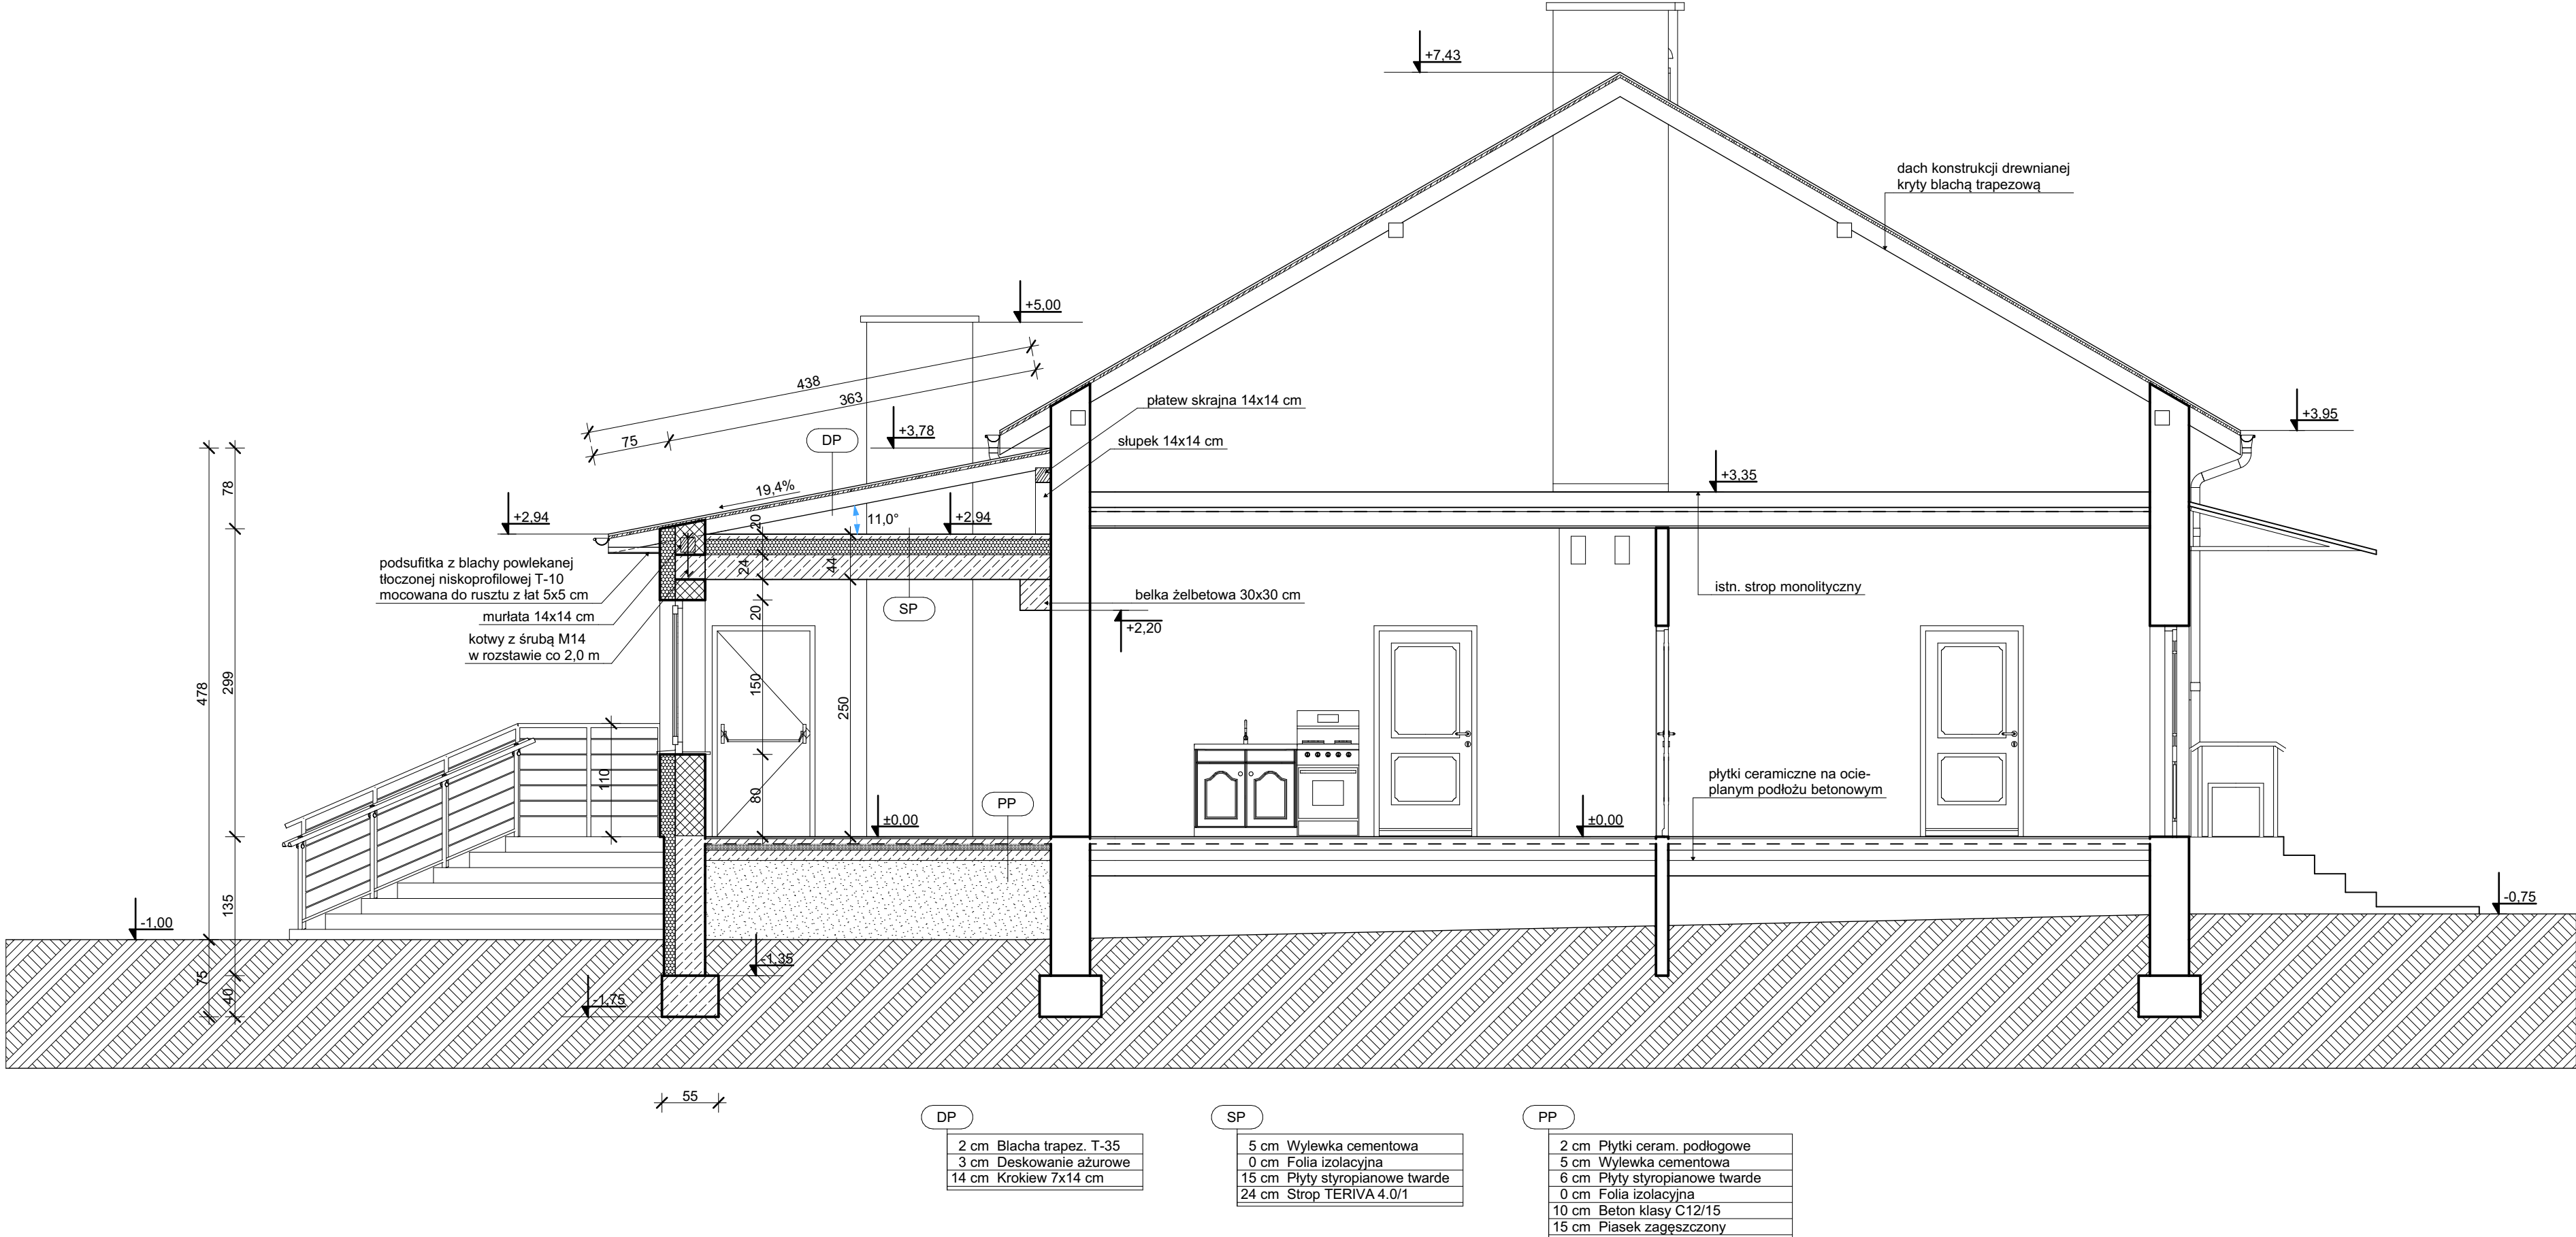 +7,43
dach konstrukcji drewnianej
kryty blachą trapezową
+5,00
438
363
75
DP
+3,78
płatew skrajna 14x14 cm
słupek 14x14 cm
+3,95
+3,35
78
19,4%
+2,94
20
11,0°
+2,94
podsufitka z blachy powlekanej
tłoczonej niskoprofilowej T-10
mocowana do rusztu z łat 5x5 cm
24
44
SP
belka żelbetowa 30x30 cm
istn. strop monolityczny
murłata 14x14 cm
20
+2,20
kotwy z śrubą M14
w rozstawie co 2,0 m
478
299
150
250
110
80
PP
płytki ceramiczne na ocie-
planym podłożu betonowym
±0,00
±0,00
135
-1,00
-0,75
-1,35
75
40
-1,75
55
DP
2 cm Blacha trapez. T-35
3 cm Deskowanie ażurowe
14 cm Krokiew 7x14 cm
SP
5 cm Wylewka cementowa
0 cm Folia izolacyjna
15 cm Płyty styropianowe twarde
24 cm Strop TERIVA 4.0/1
PP
2 cm Płytki ceram. podłogowe
5 cm Wylewka cementowa
6 cm Płyty styropianowe twarde
0 cm Folia izolacyjna
10 cm Beton klasy C12/15
15 cm Piasek zagęszczony